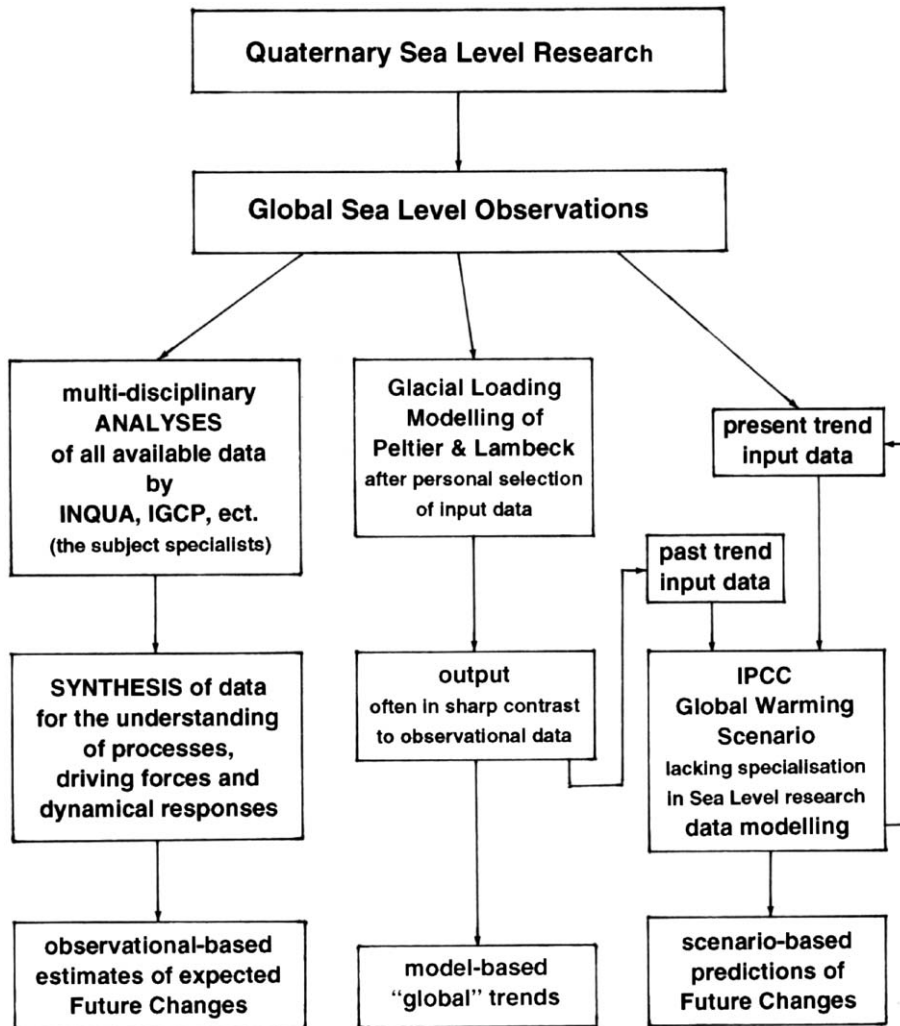 Quaternary Sea Level Research
Global Sea Level Observations
multi-disciplinary
ANALYSES
of all available data
by
INQUA, IGCP, ect.
(the subject specialists)
Glacial Loading
Modelling of
Peltier & Lambeck
after personal selection
of input data
present trend
input data
past trend
input data
SYNTHESIS of data
for the understanding
of processes,
driving forces and
dynamical responses
output
often in sharp contrast
to observational data
IPCC
Global Warming
Scenario
lacking specialisation
in Sea Level research
data modelling
observational-based
estimates of expected
Future Changes
model-based
“global” trends
scenario-based
predictions of
Future Changes